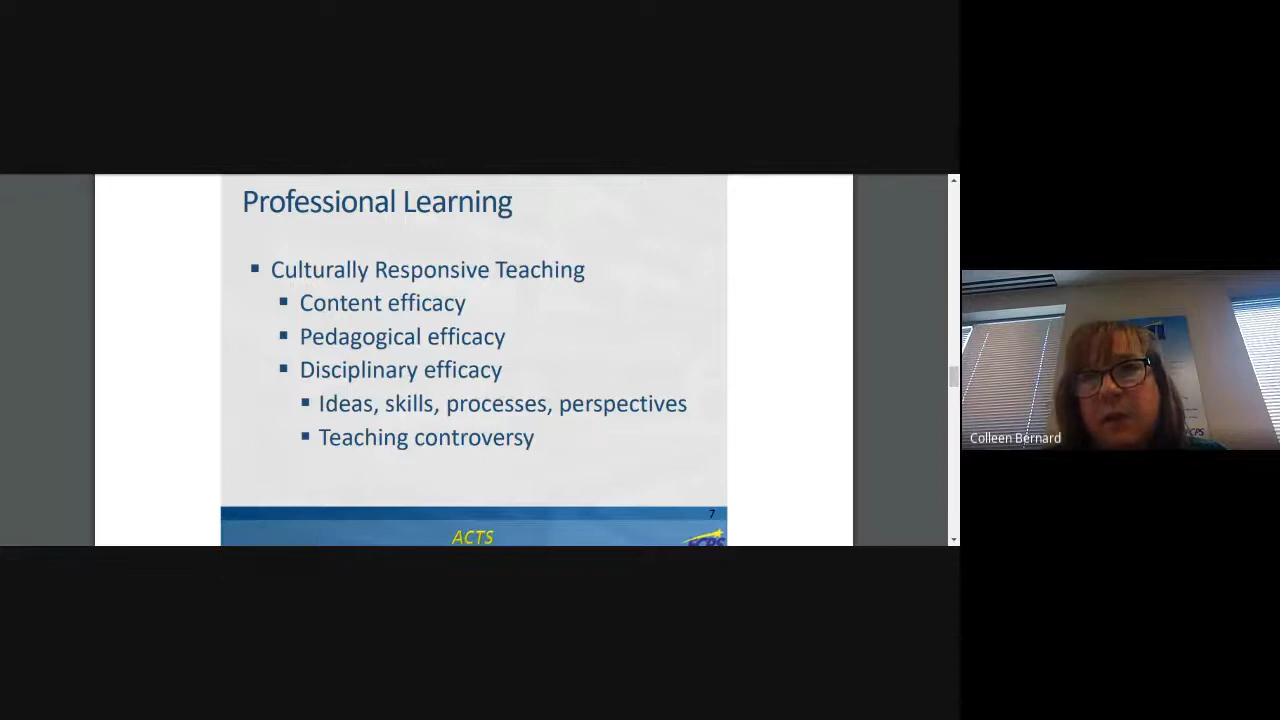 Professional Learning
▪ Culturally Responsive Teaching
▪ Content efficacy
▪ Pedagogical efficacy
▪ Disciplinary efficacy
▪ Ideas, skills, processes, perspectives
▪ Teaching controversy
7
ACTS
FCPS
Colleen Bernard